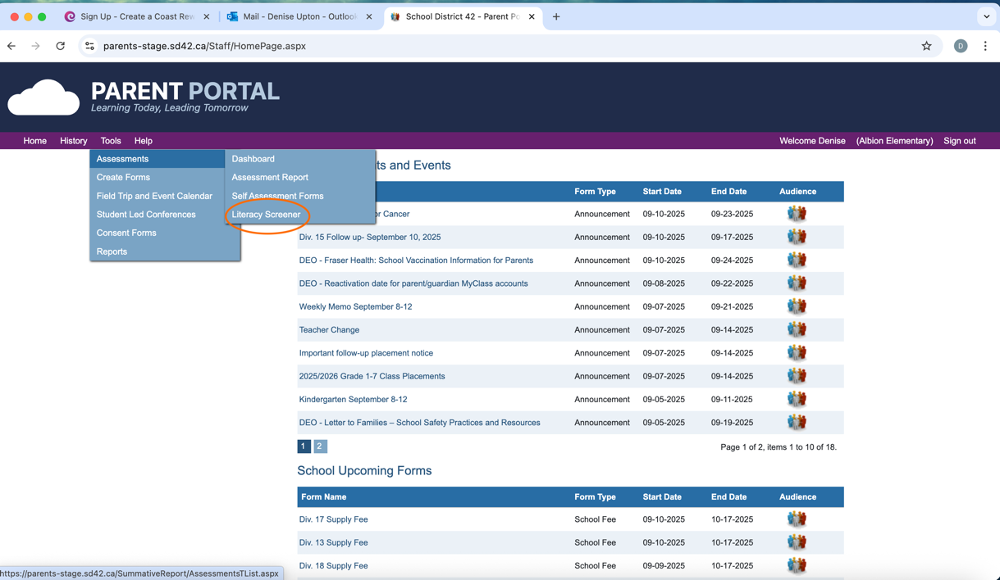 Sign Up - Create a Coast Rew
Mail - Denise Upton - Outlook
School District 42 - Parent Po
parents-stage.sd42.ca/Staff/HomePage.aspx
D
PARENT PORTAL
Learning Today, Leading Tomorrow
Home History Tools Help Welcome Denise (Albion Elementary) Sign out
Assessments
Create Forms
Field Trip and Event Calendar
Student Led Conferences
Consent Forms
Reports
Dashboard
Assessment Report
Self Assessment Forms
Literacy Screener
ts and Events
Form Type Start Date End Date Audience
or Cancer Announcement 09-10-2025 09-23-2025
Div. 15 Follow up- September 10, 2025 Announcement 09-10-2025 09-17-2025
DEO - Fraser Health: School Vaccination Information for Parents Announcement 09-10-2025 09-24-2025
DEO - Reactivation date for parent/guardian MyClass accounts Announcement 09-08-2025 09-22-2025
Weekly Memo September 8-12 Announcement 09-07-2025 09-21-2025
Teacher Change Announcement 09-07-2025 09-14-2025
Important follow-up placement notice Announcement 09-07-2025 09-14-2025
2025/2026 Grade 1-7 Class Placements Announcement 09-07-2025 09-14-2025
Kindergarten September 8-12 Announcement 09-05-2025 09-11-2025
DEO - Letter to Families – School Safety Practices and Resources Announcement 09-05-2025 09-19-2025
1 2 Page 1 of 2, items 1 to 10 of 18.
School Upcoming Forms
Form Name Form Type Start Date End Date Audience
Div. 17 Supply Fee School Fee 09-10-2025 10-17-2025
Div. 13 Supply Fee School Fee 09-10-2025 10-17-2025
Div. 18 Supply Fee School Fee 09-09-2025 10-17-2025
https://parents-stage.sd42.ca/SummativeReport/AssessmentsTList.aspx